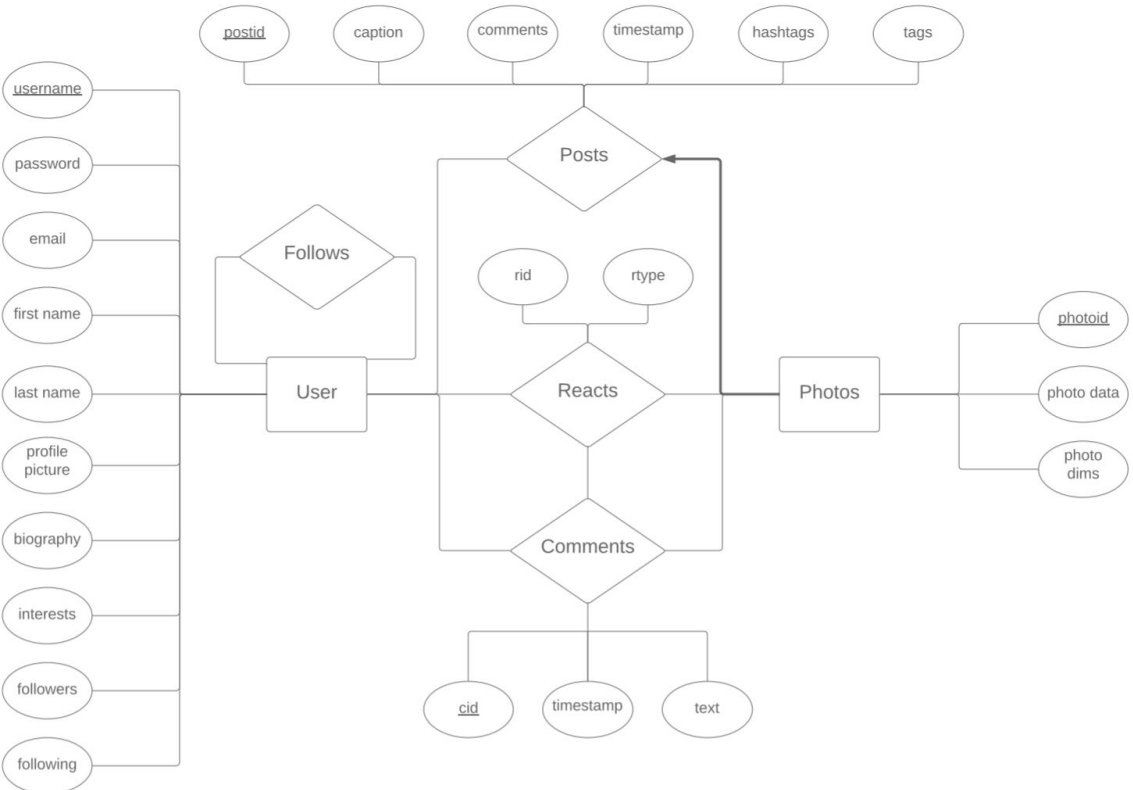 postid
caption
comments
timestamp
hashtags
tags
username
password
email
first name
last name
profile
picture
biography
interests
followers
following
Follows
User
Posts
rid
rtype
Reacts
Comments
cid
timestamp
text
Photos
photoid
photo data
photo
dims